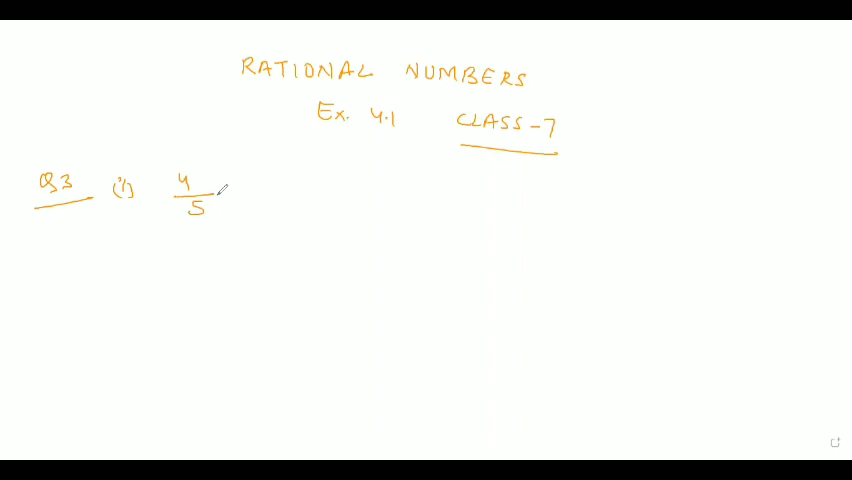 RATIONAL NUMBERS
Ex. 4.1 CLASS-7
Q3 (i) 4/5